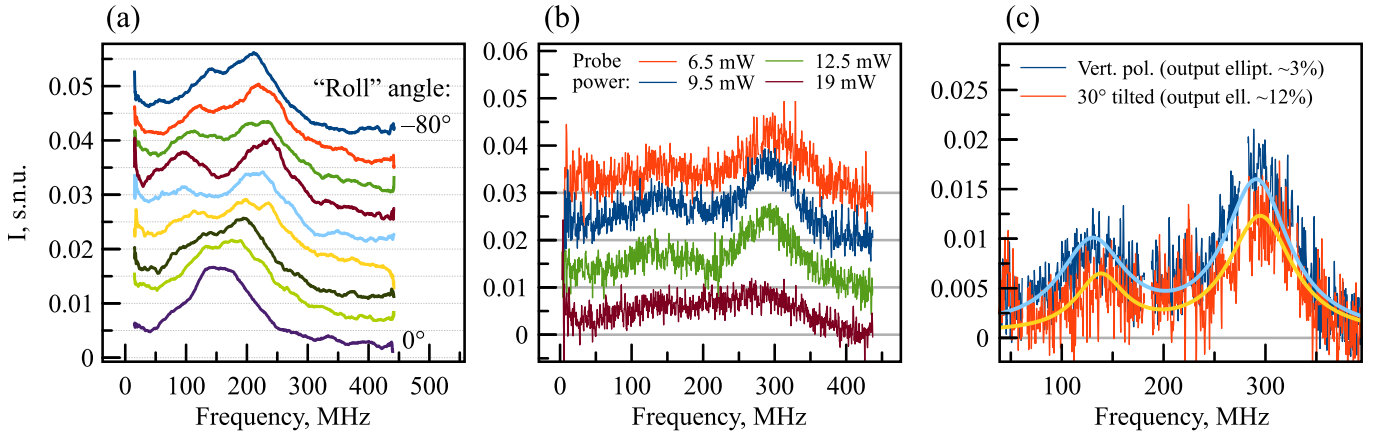 (a)
(b)
(c)
I, s.n.u.
0.05
0.04
0.03
0.02
0.01
0
"Roll" angle:
–80°
0°
0 100 200 300 400 500
Frequency, MHz
0.06
0.05
0.04
0.03
0.02
0.01
0
Probe
power:
6.5 mW
9.5 mW
12.5 mW
19 mW
0 100 200 300 400
Frequency, MHz
0.025
0.02
0.015
0.01
0.005
0
Vert. pol. (output ellipt. ~3%)
30° tilted (output ell. ~12%)
100 200 300
Frequency, MHz